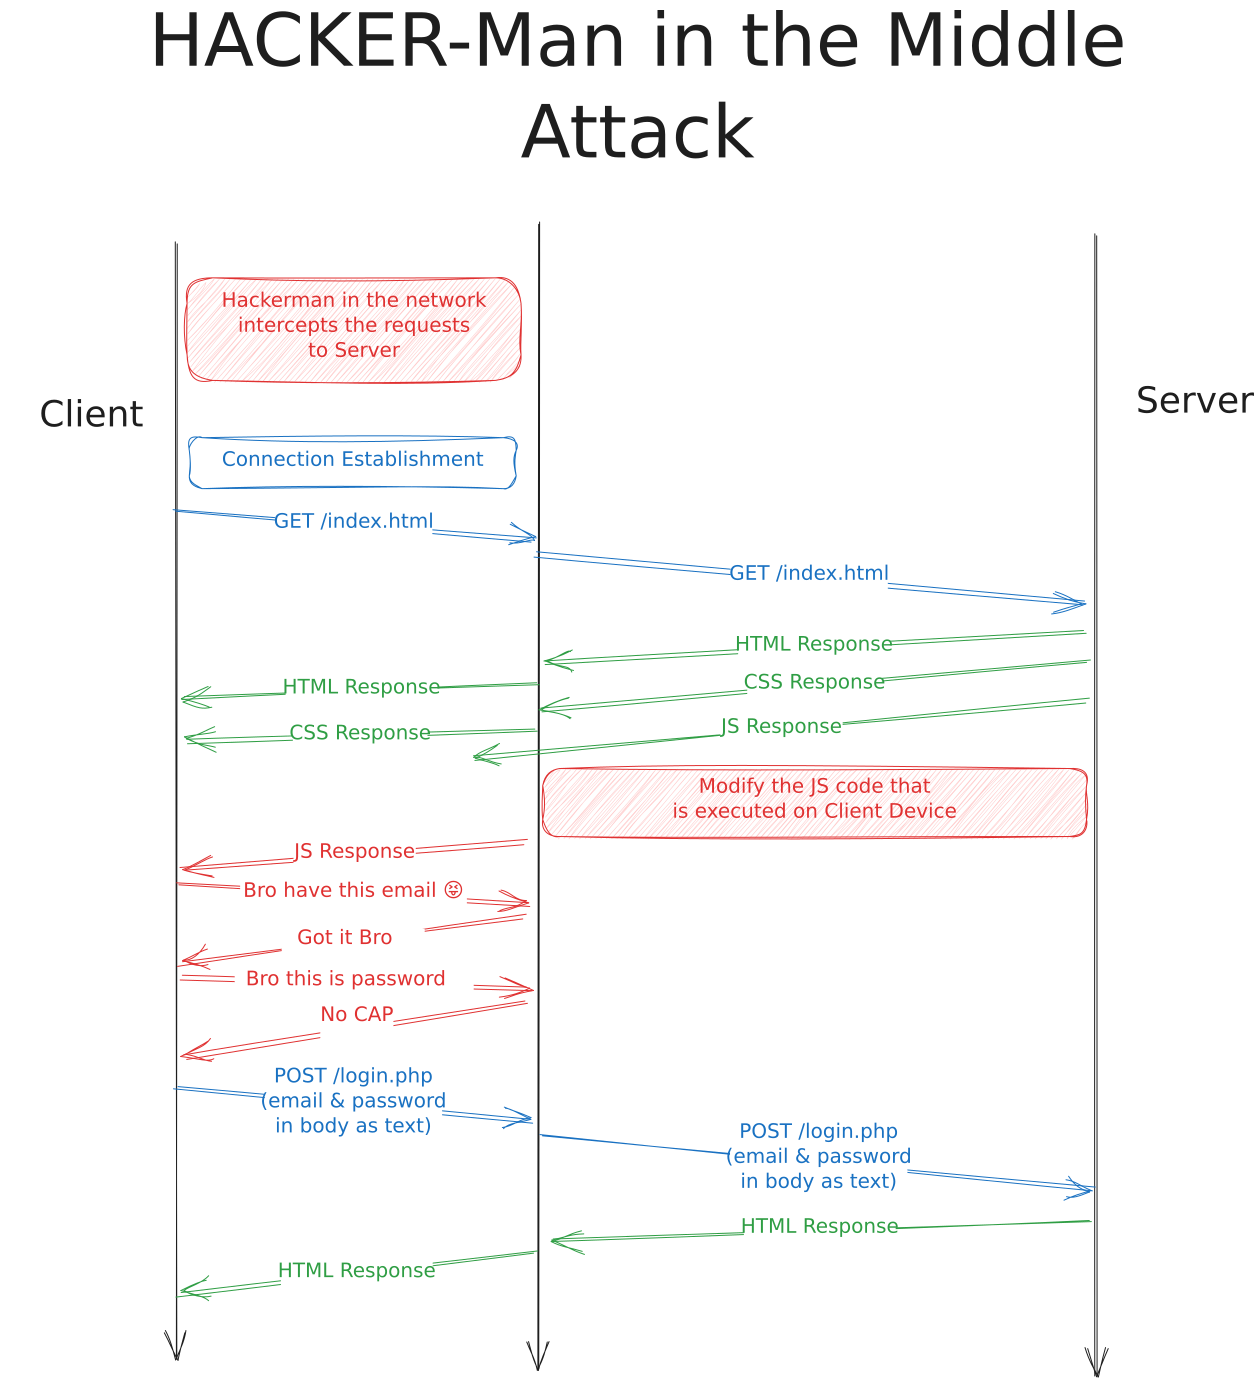 HACKER-Man in the Middle
Attack
Hackerman in the network
intercepts the requests
to Server
Client
Server
Connection Establishment
GET /index.html
GET /index.html
HTML Response
CSS Response
HTML Response
JS Response
CSS Response
Modify the JS code that
is executed on Client Device
JS Response
Bro have this email 😝
Got it Bro
Bro this is password
No CAP
POST /login.php
(email & password
in body as text)
POST /login.php
(email & password
in body as text)
HTML Response
HTML Response